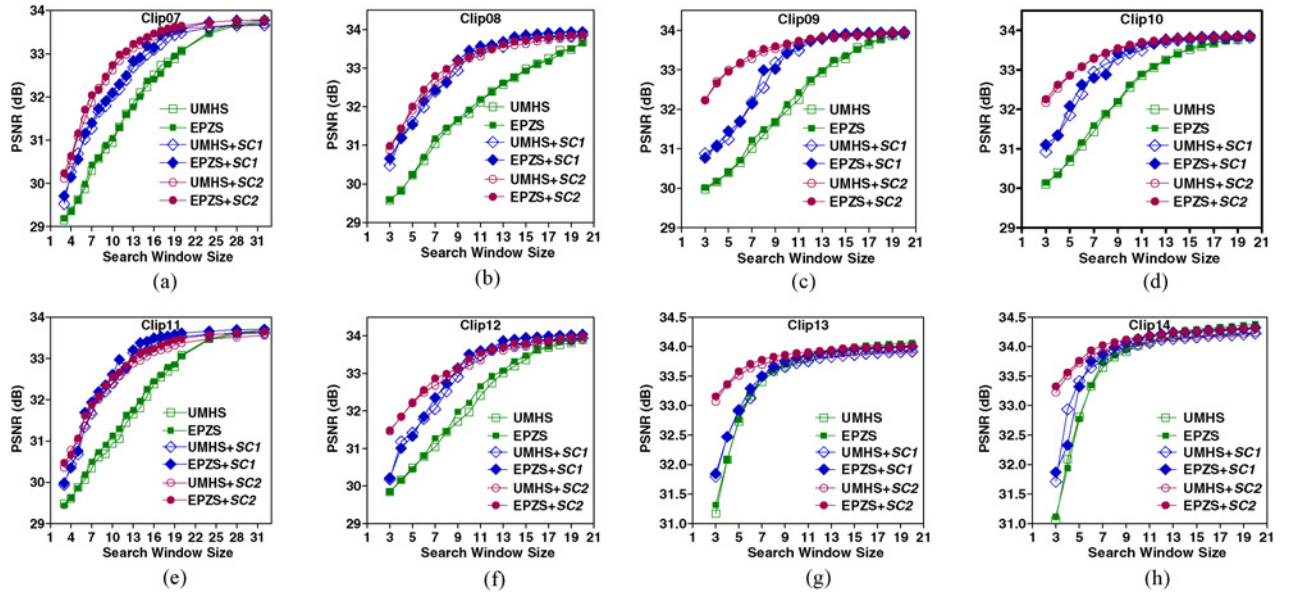 Clip07
PSNR (dB)
34
33
32
31
30
29
UMHS
EPZS
UMHS+SC1
EPZS+SC1
UMHS+SC2
EPZS+SC2
1 4 7 10 13 16 19 22 25 28 31
Search Window Size
(a)
Clip08
PSNR (dB)
34
33
32
31
30
29
UMHS
EPZS
UMHS+SC1
EPZS+SC1
UMHS+SC2
EPZS+SC2
1 3 5 7 9 11 13 15 17 19 21
Search Window Size
(b)
Clip09
PSNR (dB)
34
33
32
31
30
29
UMHS
EPZS
UMHS+SC1
EPZS+SC1
UMHS+SC2
EPZS+SC2
1 3 5 7 9 11 13 15 17 19 21
Search Window Size
(c)
Clip10
PSNR (dB)
34
33
32
31
30
29
UMHS
EPZS
UMHS+SC1
EPZS+SC1
UMHS+SC2
EPZS+SC2
1 3 5 7 9 11 13 15 17 19 21
Search Window Size
(d)
Clip11
PSNR (dB)
34
33
32
31
30
29
UMHS
EPZS
UMHS+SC1
EPZS+SC1
UMHS+SC2
EPZS+SC2
1 4 7 10 13 16 19 22 25 28 31
Search Window Size
(e)
Clip12
PSNR (dB)
34
33
32
31
30
29
UMHS
EPZS
UMHS+SC1
EPZS+SC1
UMHS+SC2
EPZS+SC2
1 3 5 7 9 11 13 15 17 19 21
Search Window Size
(f)
Clip13
PSNR (dB)
34.5
34.0
33.5
33.0
32.5
32.0
31.5
31.0
UMHS
EPZS
UMHS+SC1
EPZS+SC1
UMHS+SC2
EPZS+SC2
1 3 5 7 9 11 13 15 17 19 21
Search Window Size
(g)
Clip14
PSNR (dB)
34.5
34.0
33.5
33.0
32.5
32.0
31.5
31.0
UMHS
EPZS
UMHS+SC1
EPZS+SC1
UMHS+SC2
EPZS+SC2
1 3 5 7 9 11 13 15 17 19 21
Search Window Size
(h)